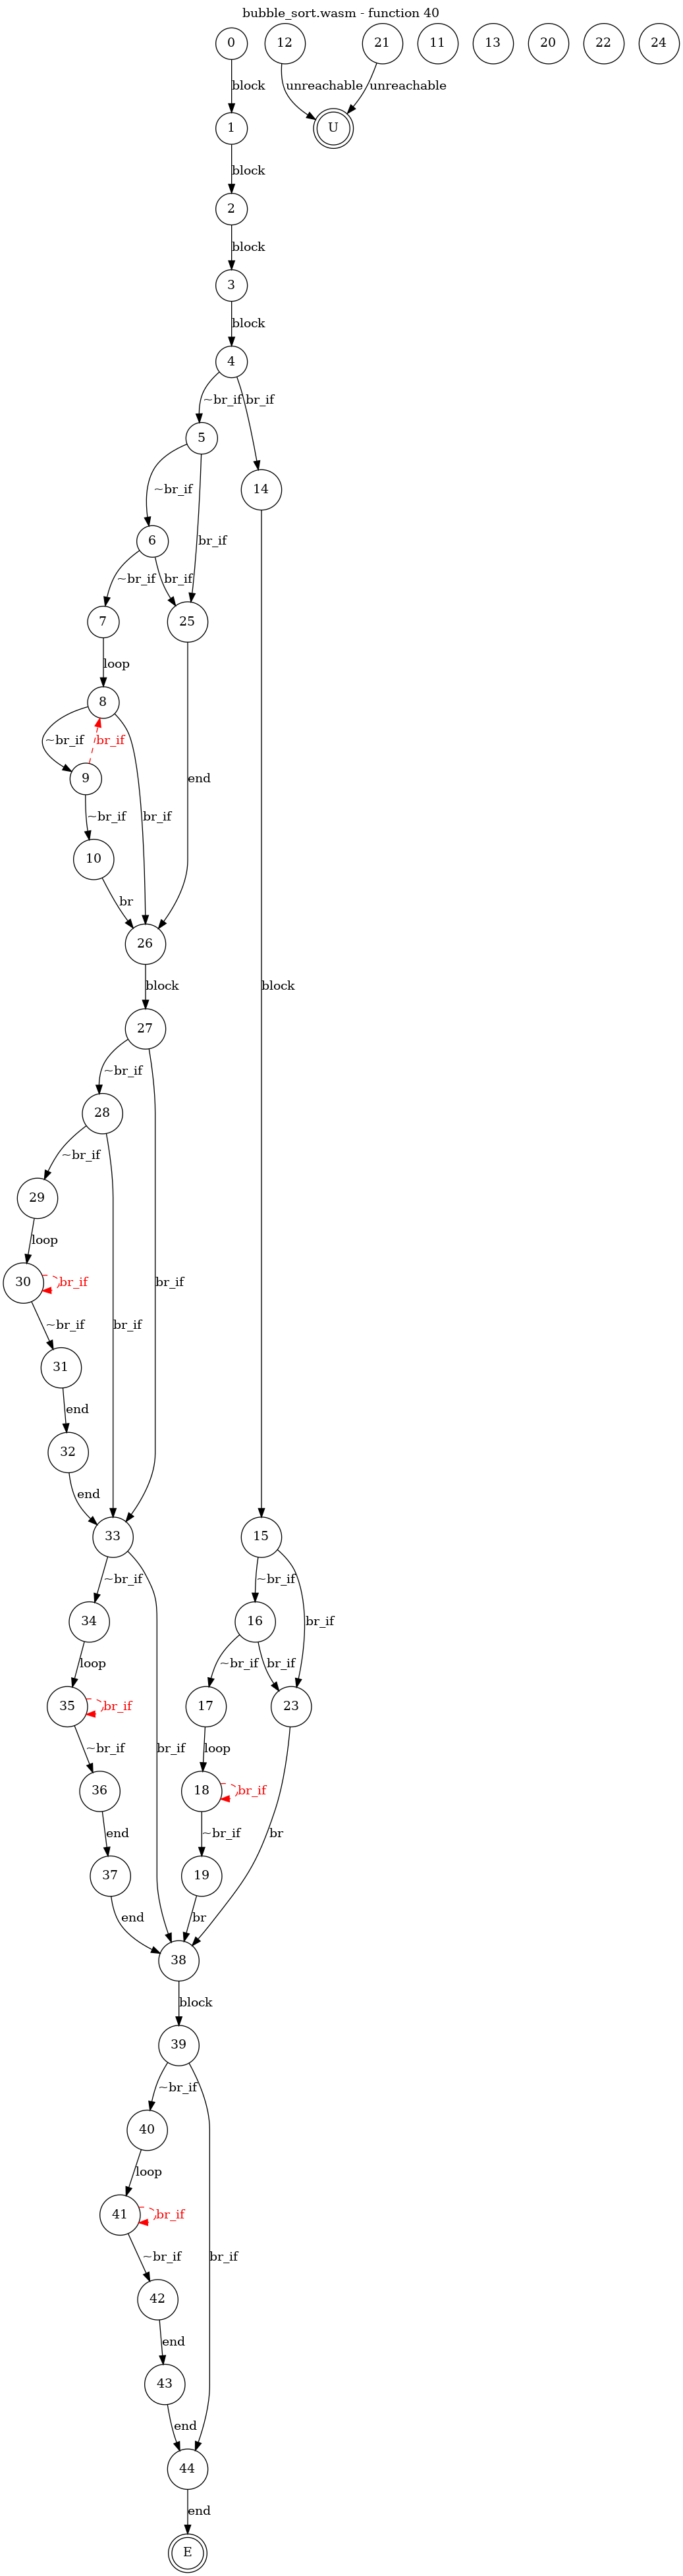 bubble_sort.wasm - function 40
0 12 21 11 13 20 22 24
block unreachable unreachable
1 U
block
2
block
3
block
4
~br_if br_if
5
14
~br_if
br_if
6
~br_if br_if
7 25
loop
8
~br_if br_if
9 end
~br_if br_if
10
br
26
block block
27
~br_if
28
~br_if
29
loop
30 br_if br_if
~br_if br_if
31
end
32
end
33 15
~br_if ~br_if
34 16 br_if
loop ~br_if br_if
35 br_if 17 23
~br_if br_if loop
36 18 br_if
end ~br_if br
37 19
end br
38
block
39
~br_if
40
loop
41 br_if
~br_if br_if
42
end
43
end
44
end
E